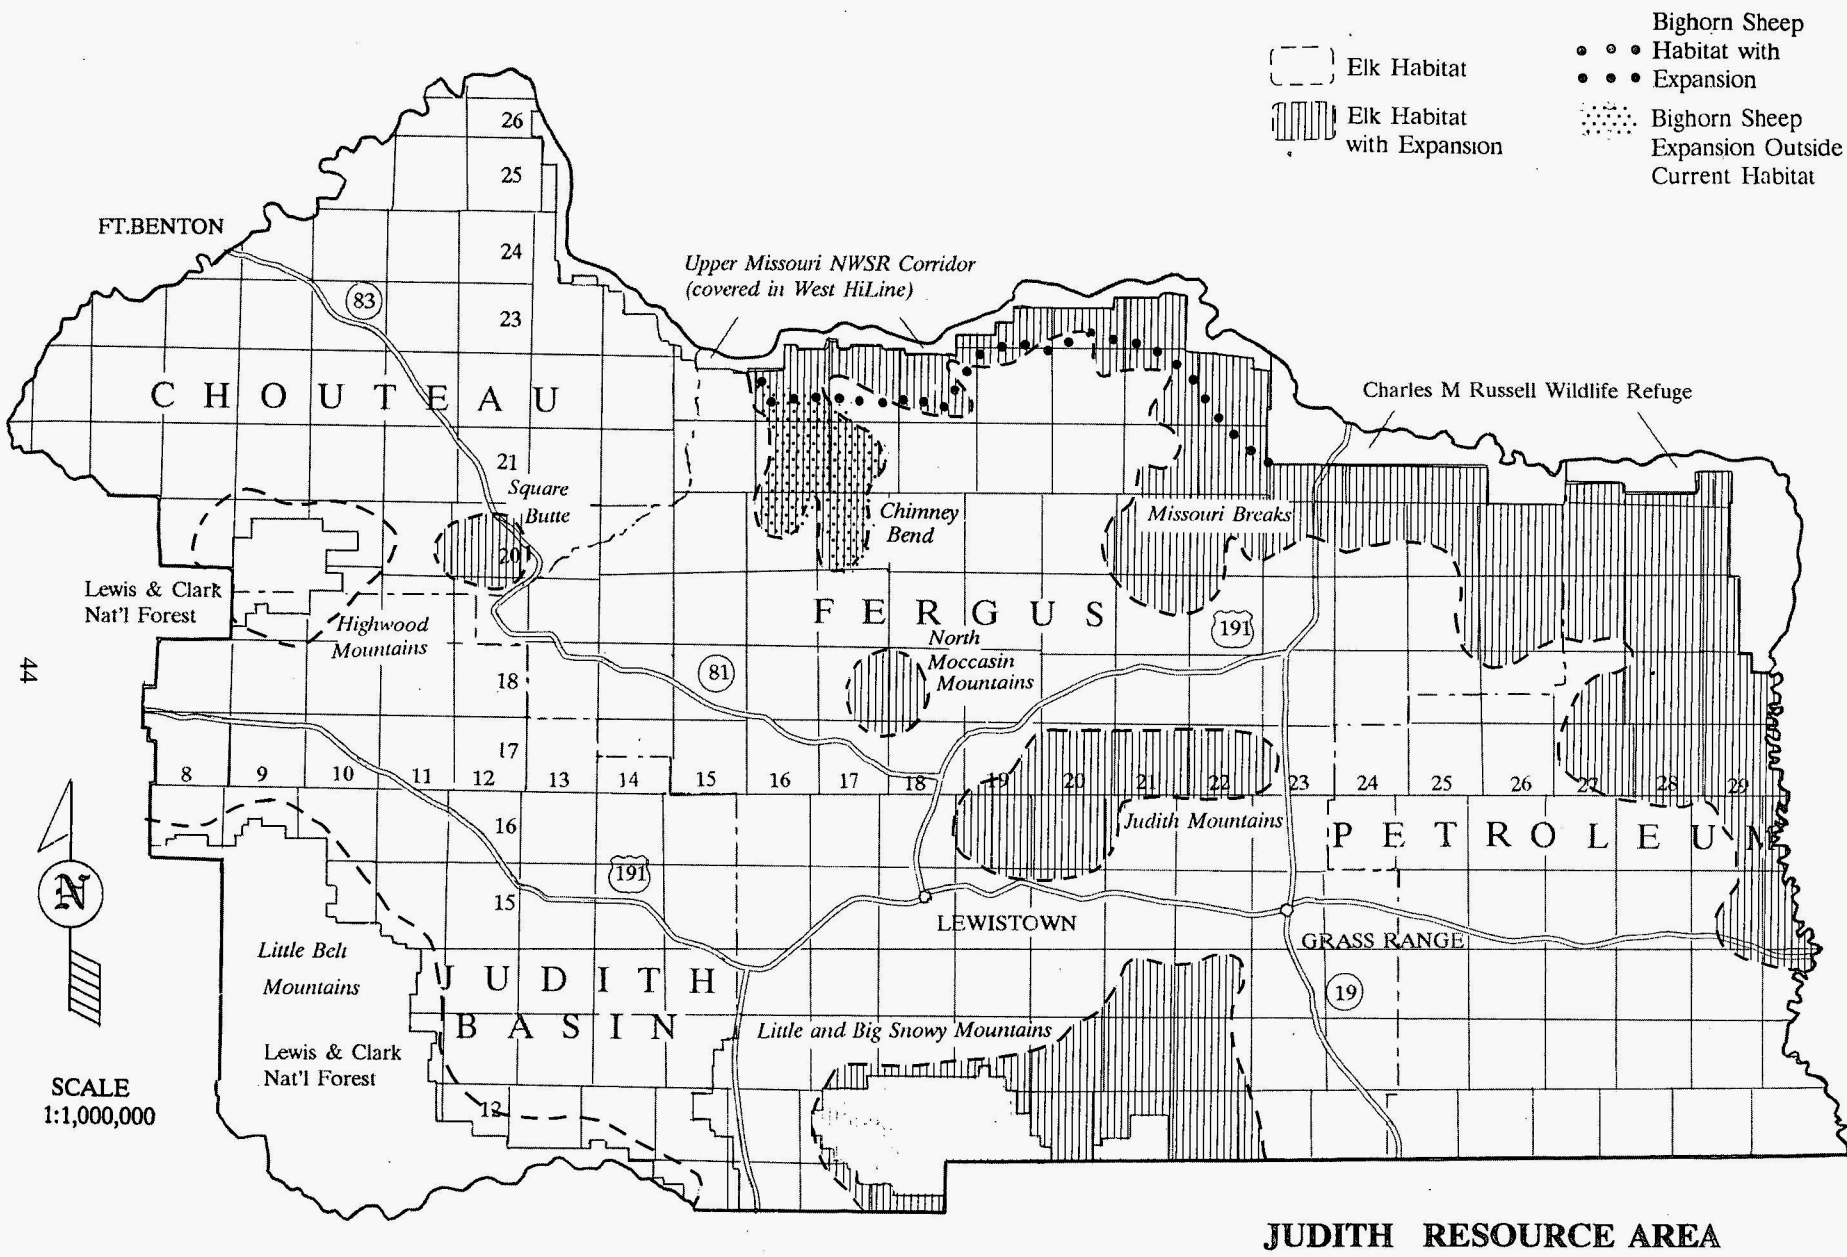 Elk Habitat
Elk Habitat
with Expansion
Bighorn Sheep
Habitat with
Expansion
Bighorn Sheep
Expansion Outside
Current Habitat
26
25
FT.BENTON
24
Upper Missouri NWSR Corridor
(covered in West HiLine)
83
23
CHOUTEAU
Charles M Russell Wildlife Refuge
21
Square
Butte
Chimney
Bend
Missouri Breaks
20
Lewis & Clark
Nat'l Forest
Highwood
Mountains
FERGUS
191
North
Moccasin
Mountains
44
81
18
17
8 9 10 11 12 13 14 15 16 17 18 19 20 21 22 23 24 25 26 27 28 29
16
Judith Mountains
PETROLEUM
191
15
N
LEWISTOWN
GRASS RANGE
Little Belt
Mountains
JUDITH
BASIN
19
Little and Big Snowy Mountains
Lewis & Clark
Nat'l Forest
SCALE
1:1,000,000
12
JUDITH RESOURCE AREA